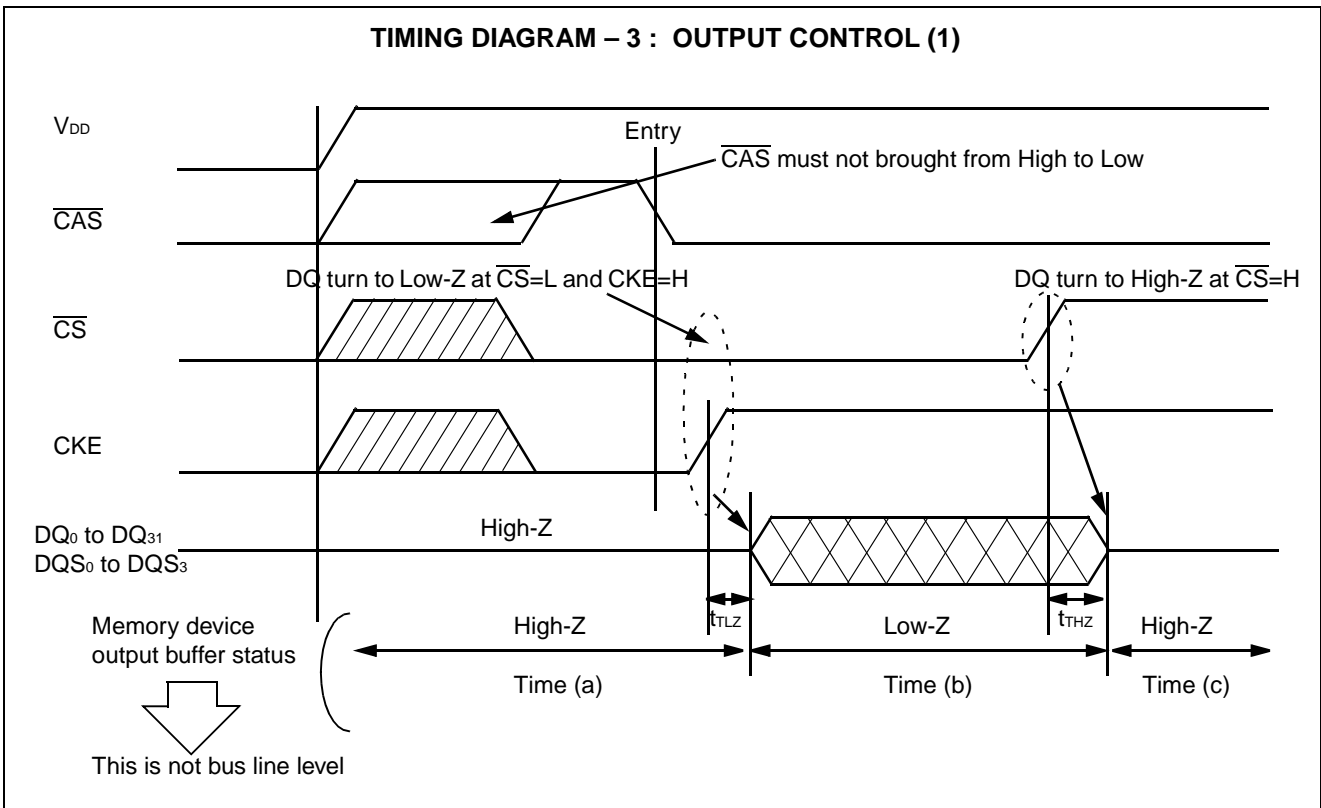 TIMING DIAGRAM – 3 : OUTPUT CONTROL (1)
VDD
Entry
CAS must not brought from High to Low
CAS
DQ turn to Low-Z at CS=L and CKE=H
DQ turn to High-Z at CS=H
CS
CKE
High-Z
DQ0 to DQ31
DQS0 to DQS3
tTLZ
tTHZ
Memory device
output buffer status
High-Z
Low-Z
High-Z
Time (a)
Time (b)
Time (c)
This is not bus line level